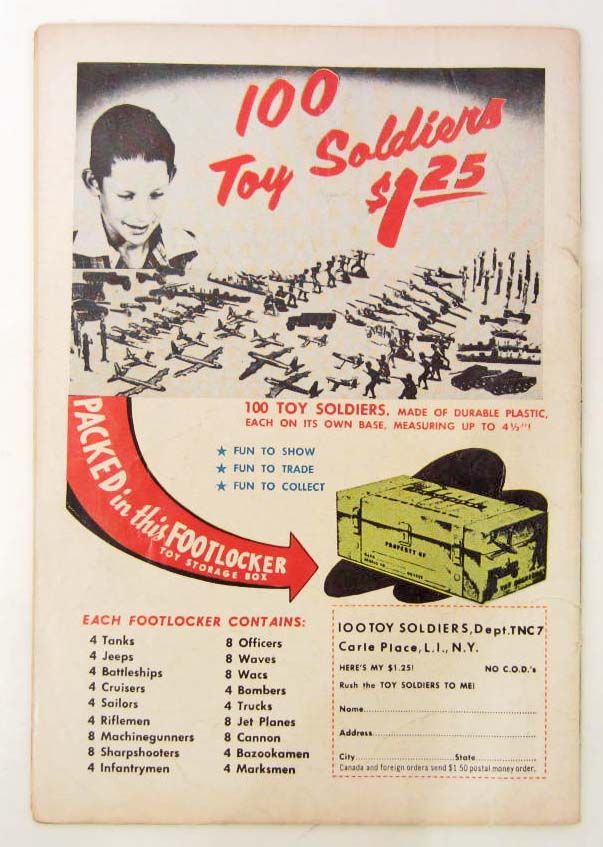 100
Toy Soldiers
$1.25
100 TOY SOLDIERS, MADE OF DURABLE PLASTIC,
EACH ON ITS OWN BASE, MEASURING UP TO 4½"!
★ FUN TO SHOW
★ FUN TO TRADE
★ FUN TO COLLECT
PACKED in this FOOTLOCKER
TOY STORAGE BOX
PROPERTY OF
EACH FOOTLOCKER CONTAINS:
4 Tanks
4 Jeeps
4 Battleships
4 Cruisers
4 Sailors
4 Riflemen
8 Machinegunners
8 Sharpshooters
4 Infantrymen
8 Officers
8 Waves
8 Wacs
4 Bombers
4 Trucks
8 Jet Planes
8 Cannon
4 Bazookamen
4 Marksmen
100 TOY SOLDIERS, Dept. TNC7
Carle Place, L.I., N.Y.
HERE'S MY $1.25! NO C.O.D.'s
Rush the TOY SOLDIERS TO ME!
Name
Address
City State
Canada and foreign orders send $1.50 postal money order.